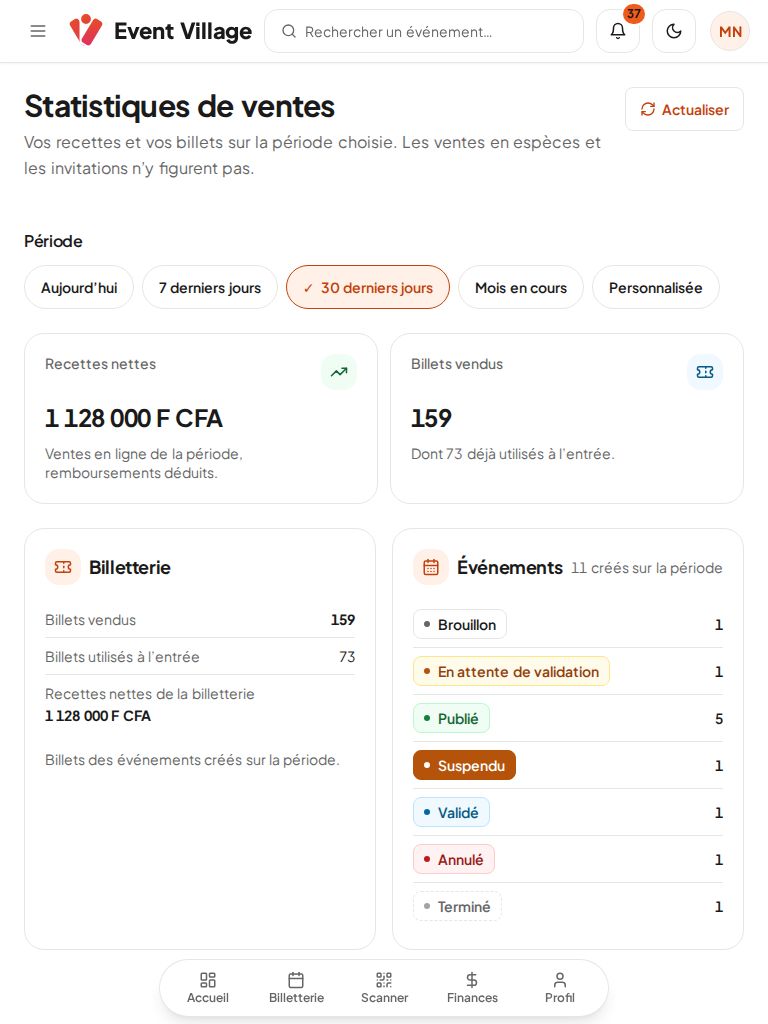 Event Village
Rechercher un événement…
37
MN
Statistiques de ventes
Actualiser
Vos recettes et vos billets sur la période choisie. Les ventes en espèces et
les invitations n’y figurent pas.
Période
Aujourd’hui
7 derniers jours
✓ 30 derniers jours
Mois en cours
Personnalisée
Recettes nettes
1 128 000 F CFA
Ventes en ligne de la période,
remboursements déduits.
Billets vendus
159
Dont 73 déjà utilisés à l’entrée.
Billetterie
Billets vendus 159
Billets utilisés à l’entrée 73
Recettes nettes de la billetterie
1 128 000 F CFA
Billets des événements créés sur la période.
Événements 11 créés sur la période
Brouillon 1
En attente de validation 1
Publié 5
Suspendu 1
Validé 1
Annulé 1
Terminé 1
Accueil
Billetterie
Scanner
Finances
Profil